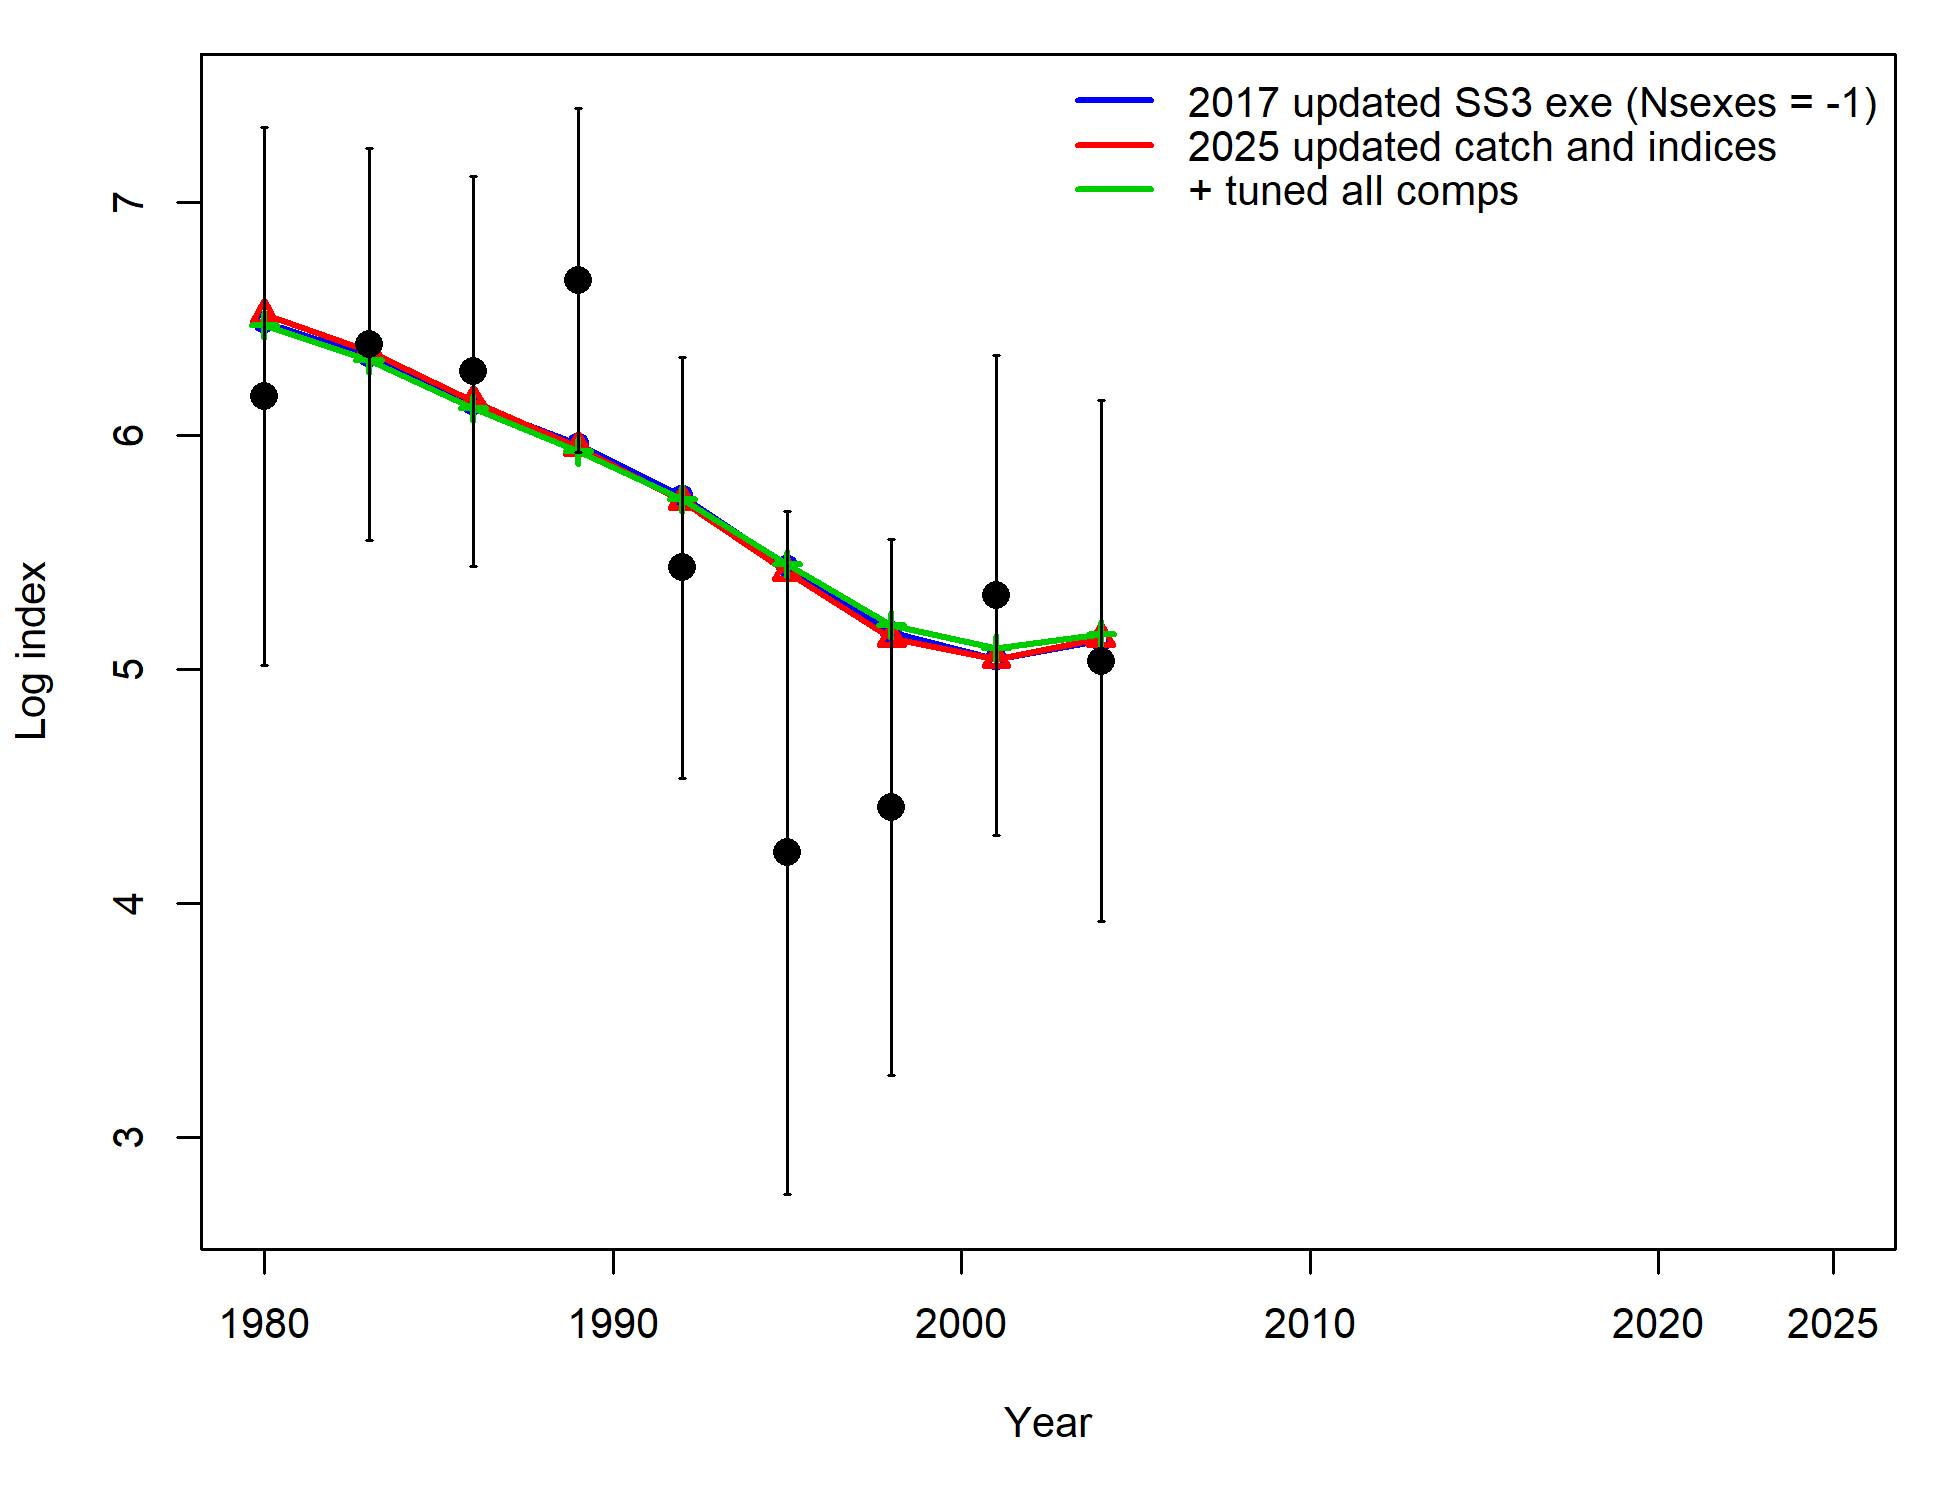 2017 updated SS3 exe (Nsexes = -1)
2025 updated catch and indices
+ tuned all comps
7
6
5
4
3
Log index
1980 1990 2000 2010 2020 2025
Year